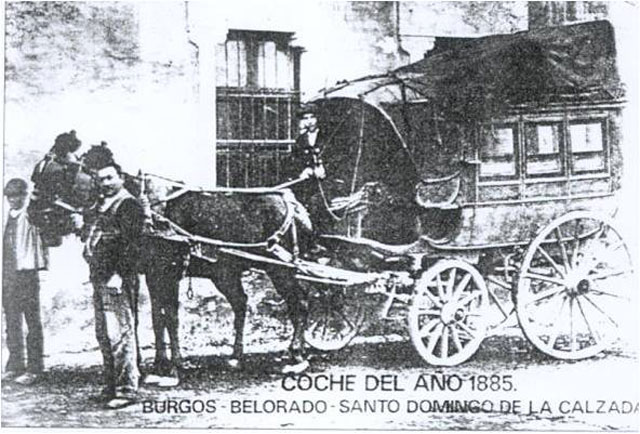 COCHE DEL AÑO 1885.
BURGOS - BELORADO - SANTO DOMINGO DE LA CALZADA